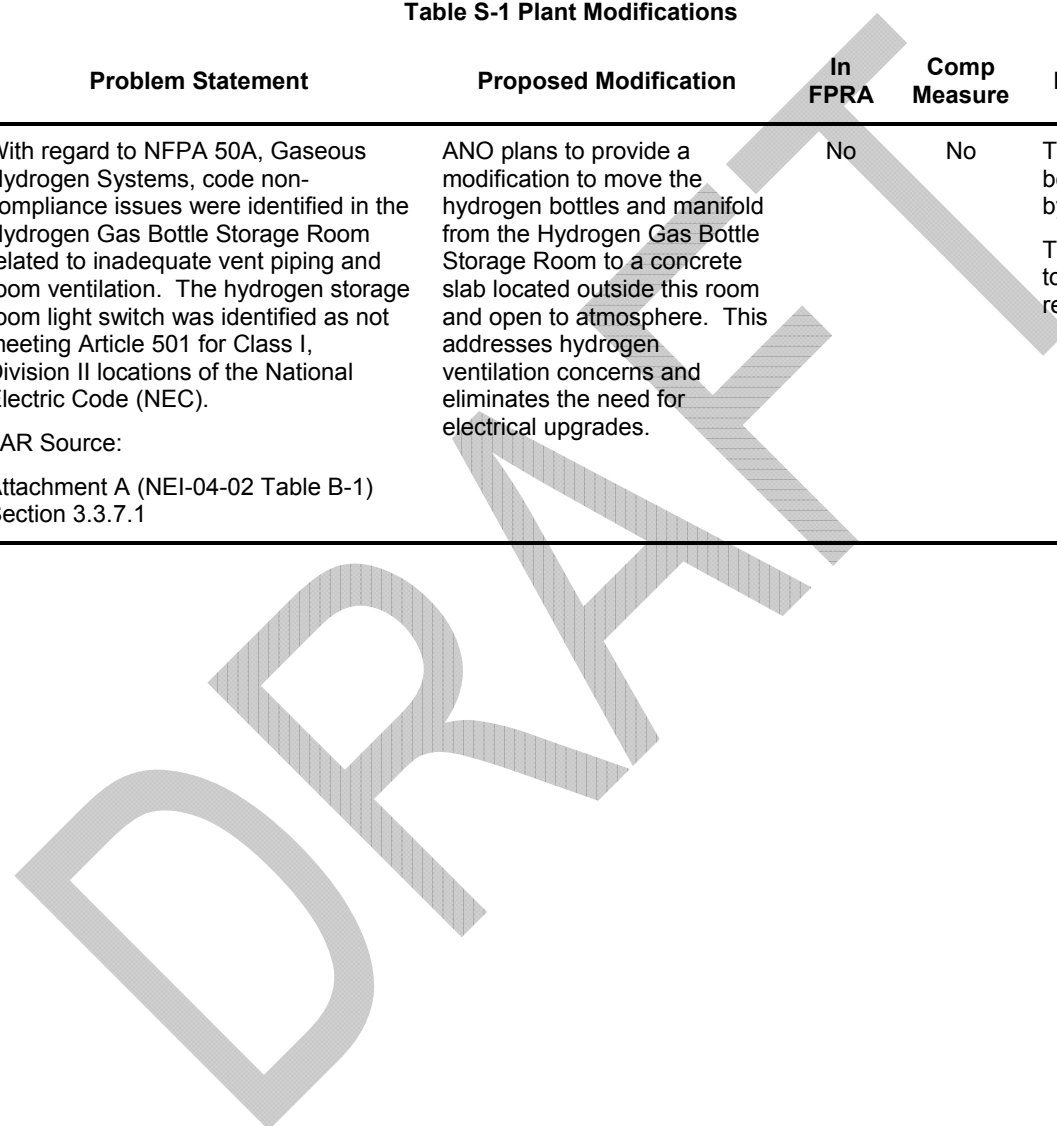 Table S-1 Plant Modifications
Problem Statement
Proposed Modification
In
FPRA
Comp
Measure
With regard to NFPA 50A, Gaseous
Hydrogen Systems, code non-
compliance issues were identified in the
Hydrogen Gas Bottle Storage Room
related to inadequate vent piping and
room ventilation. The hydrogen storage
room light switch was identified as not
meeting Article 501 for Class I,
Division II locations of the National
Electric Code (NEC).
AR Source:
Attachment A (NEI-04-02 Table B-1)
Section 3.3.7.1
ANO plans to provide a
modification to move the
hydrogen bottles and manifold
from the Hydrogen Gas Bottle
Storage Room to a concrete
slab located outside this room
and open to atmosphere. This
addresses hydrogen
ventilation concerns and
eliminates the need for
electrical upgrades.
No
No
T
be
by
T
to
re
DRAFT